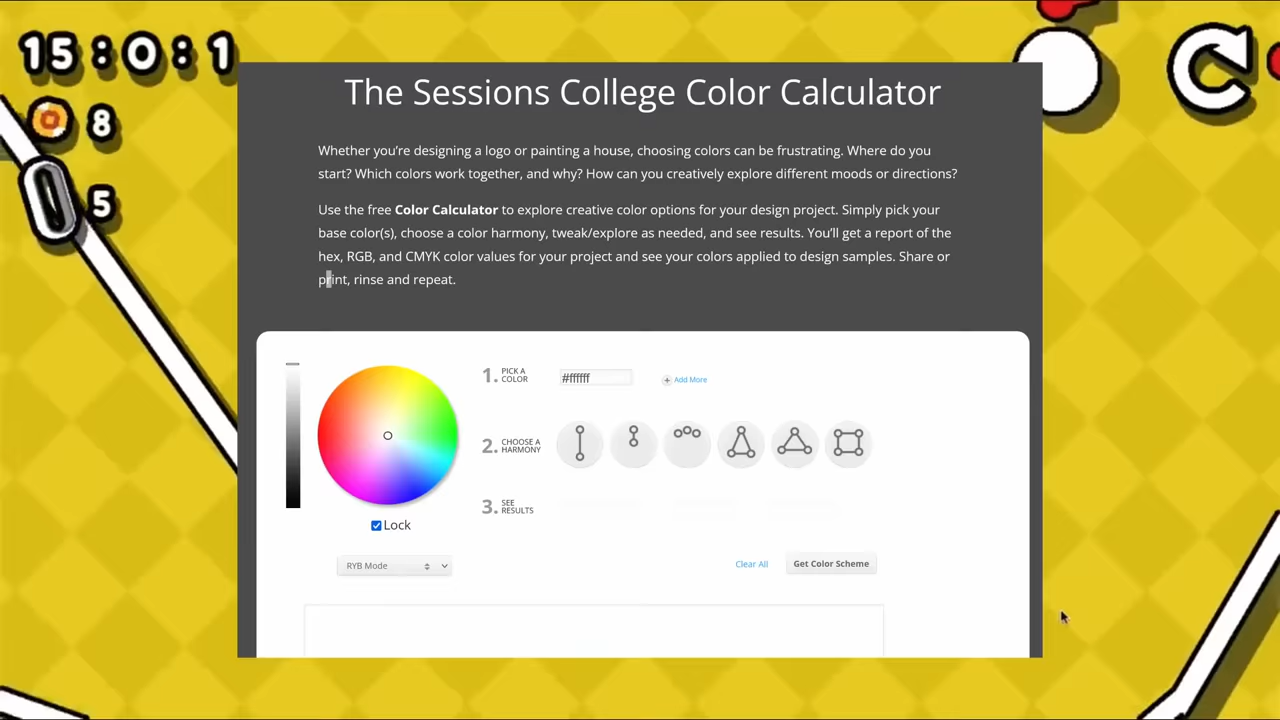 15:0:1
8
5
The Sessions College Color Calculator
Whether you’re designing a logo or painting a house, choosing colors can be frustrating. Where do you
start? Which colors work together, and why? How can you creatively explore different moods or directions?
Use the free Color Calculator to explore creative color options for your design project. Simply pick your
base color(s), choose a color harmony, tweak/explore as needed, and see results. You’ll get a report of the
hex, RGB, and CMYK color values for your project and see your colors applied to design samples. Share or
print, rinse and repeat.
1. PICK A
COLOR
#ffffff
+ Add More
2. CHOOSE A
HARMONY
3. SEE
RESULTS
Lock
RYB Mode
Clear All
Get Color Scheme